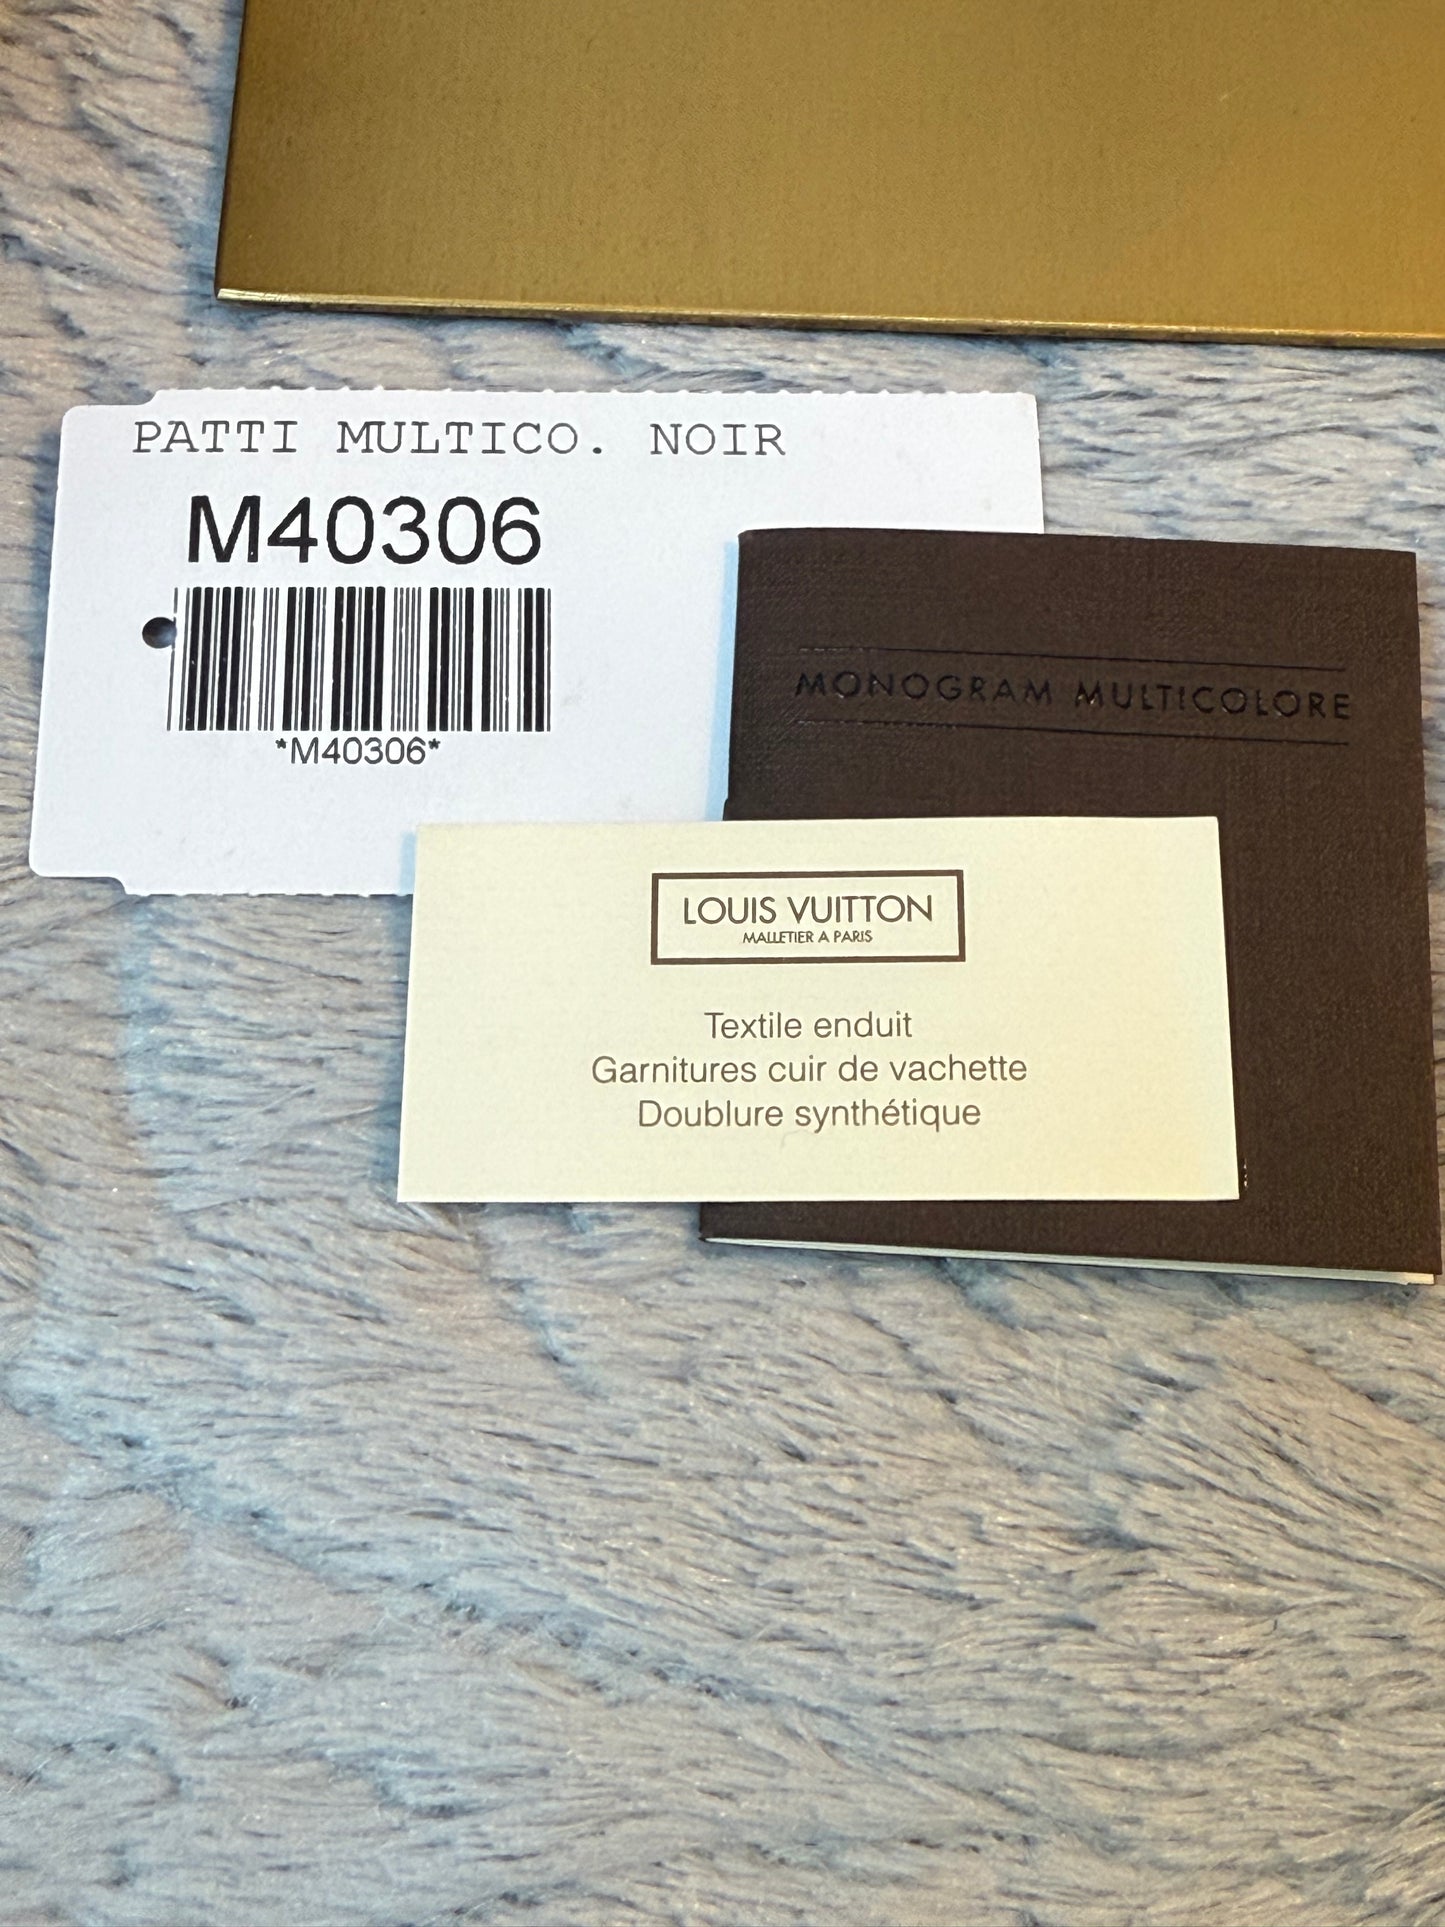 PATTI MULTICO. NOIR
M40306
*M40306*
MONOGRAM MULTICOLORE
LOUIS VUITTON
MALLETIER A PARIS
Textile enduit
Garnitures cuir de vachette
Doublure synthétique